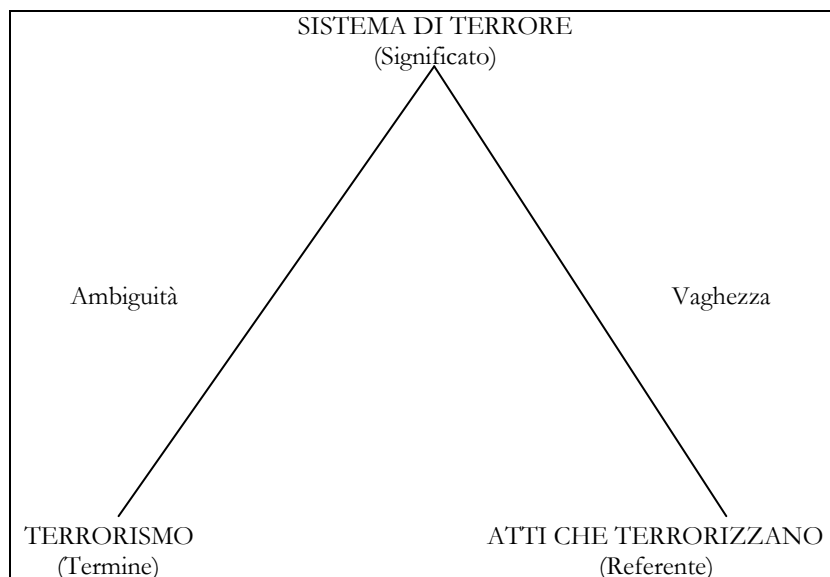 SISTEMA DI TERRORE
(Significato)
Ambiguità
Vaghezza
TERRORISMO
(Termine)
ATTI CHE TERRORIZZANO
(Referente)